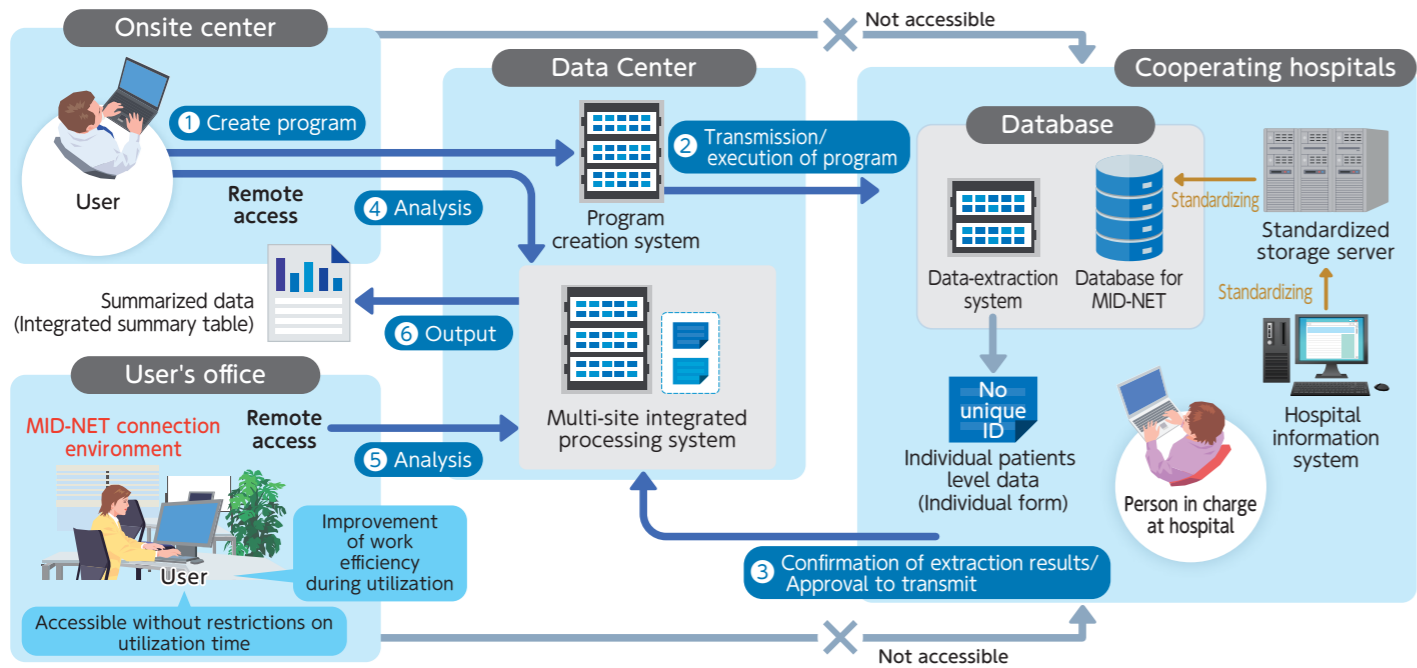 Not accessible
Onsite center
Data Center
Cooperating hospitals
1 Create program
2 Transmission/
execution of program
Database
User
Remote
access
4 Analysis
Program
creation system
Standardizing
Standardized
storage server
Data-extraction
system
Database for
MID-NET
Standardizing
Summarized data
(Integrated summary table)
6 Output
User's office
MID-NET connection
environment
Remote
access
5 Analysis
Multi-site integrated
processing system
No
unique
ID
Individual patients
level data
(Individual form)
Hospital
information
system
Person in charge
at hospital
User
Improvement
of work
efficiency
during utilization
Accessible without restrictions on
utilization time
3 Confirmation of extraction results/
Approval to transmit
Not accessible